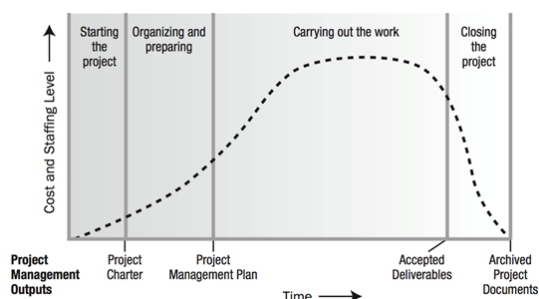 Starting
the
project
Organizing and
preparing
Carrying out the work
Closing
the
project
Cost and Staffing Level
Project
Management
Outputs
Project
Charter
Project
Management Plan
Accepted
Deliverables
Archived
Project
Documents
Time